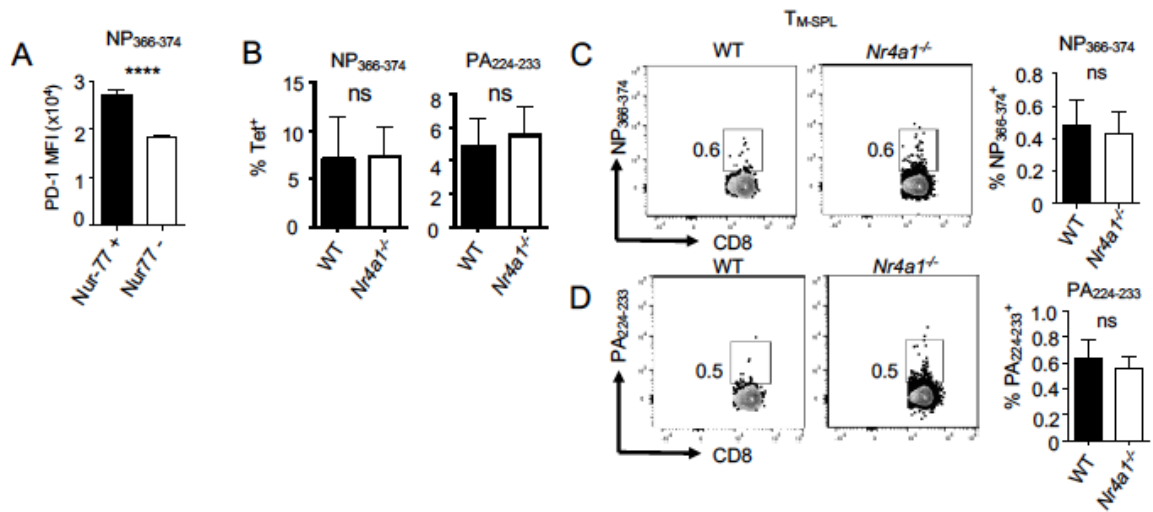 T_M-SPL
A
NP366-374
****
PD-1 MFI (x10^4)
3
2
1
0
Nur-77 +
Nur77 -
B
NP366-374
ns
% Tet+
15
10
5
0
WT
Nr4a1-/-
PA224-233
ns
8
6
4
2
0
WT
Nr4a1-/-
C
WT
Nr4a1-/-
NP366-374
0.6
0.6
CD8
NP366-374
ns
% NP366-374+
0.8
0.6
0.4
0.2
0
WT
Nr4a1-/-
D
WT
Nr4a1-/-
PA224-233
0.5
0.5
CD8
PA224-233
ns
% PA224-233+
1.0
0.8
0.6
0.4
0.2
0
WT
Nr4a1-/-